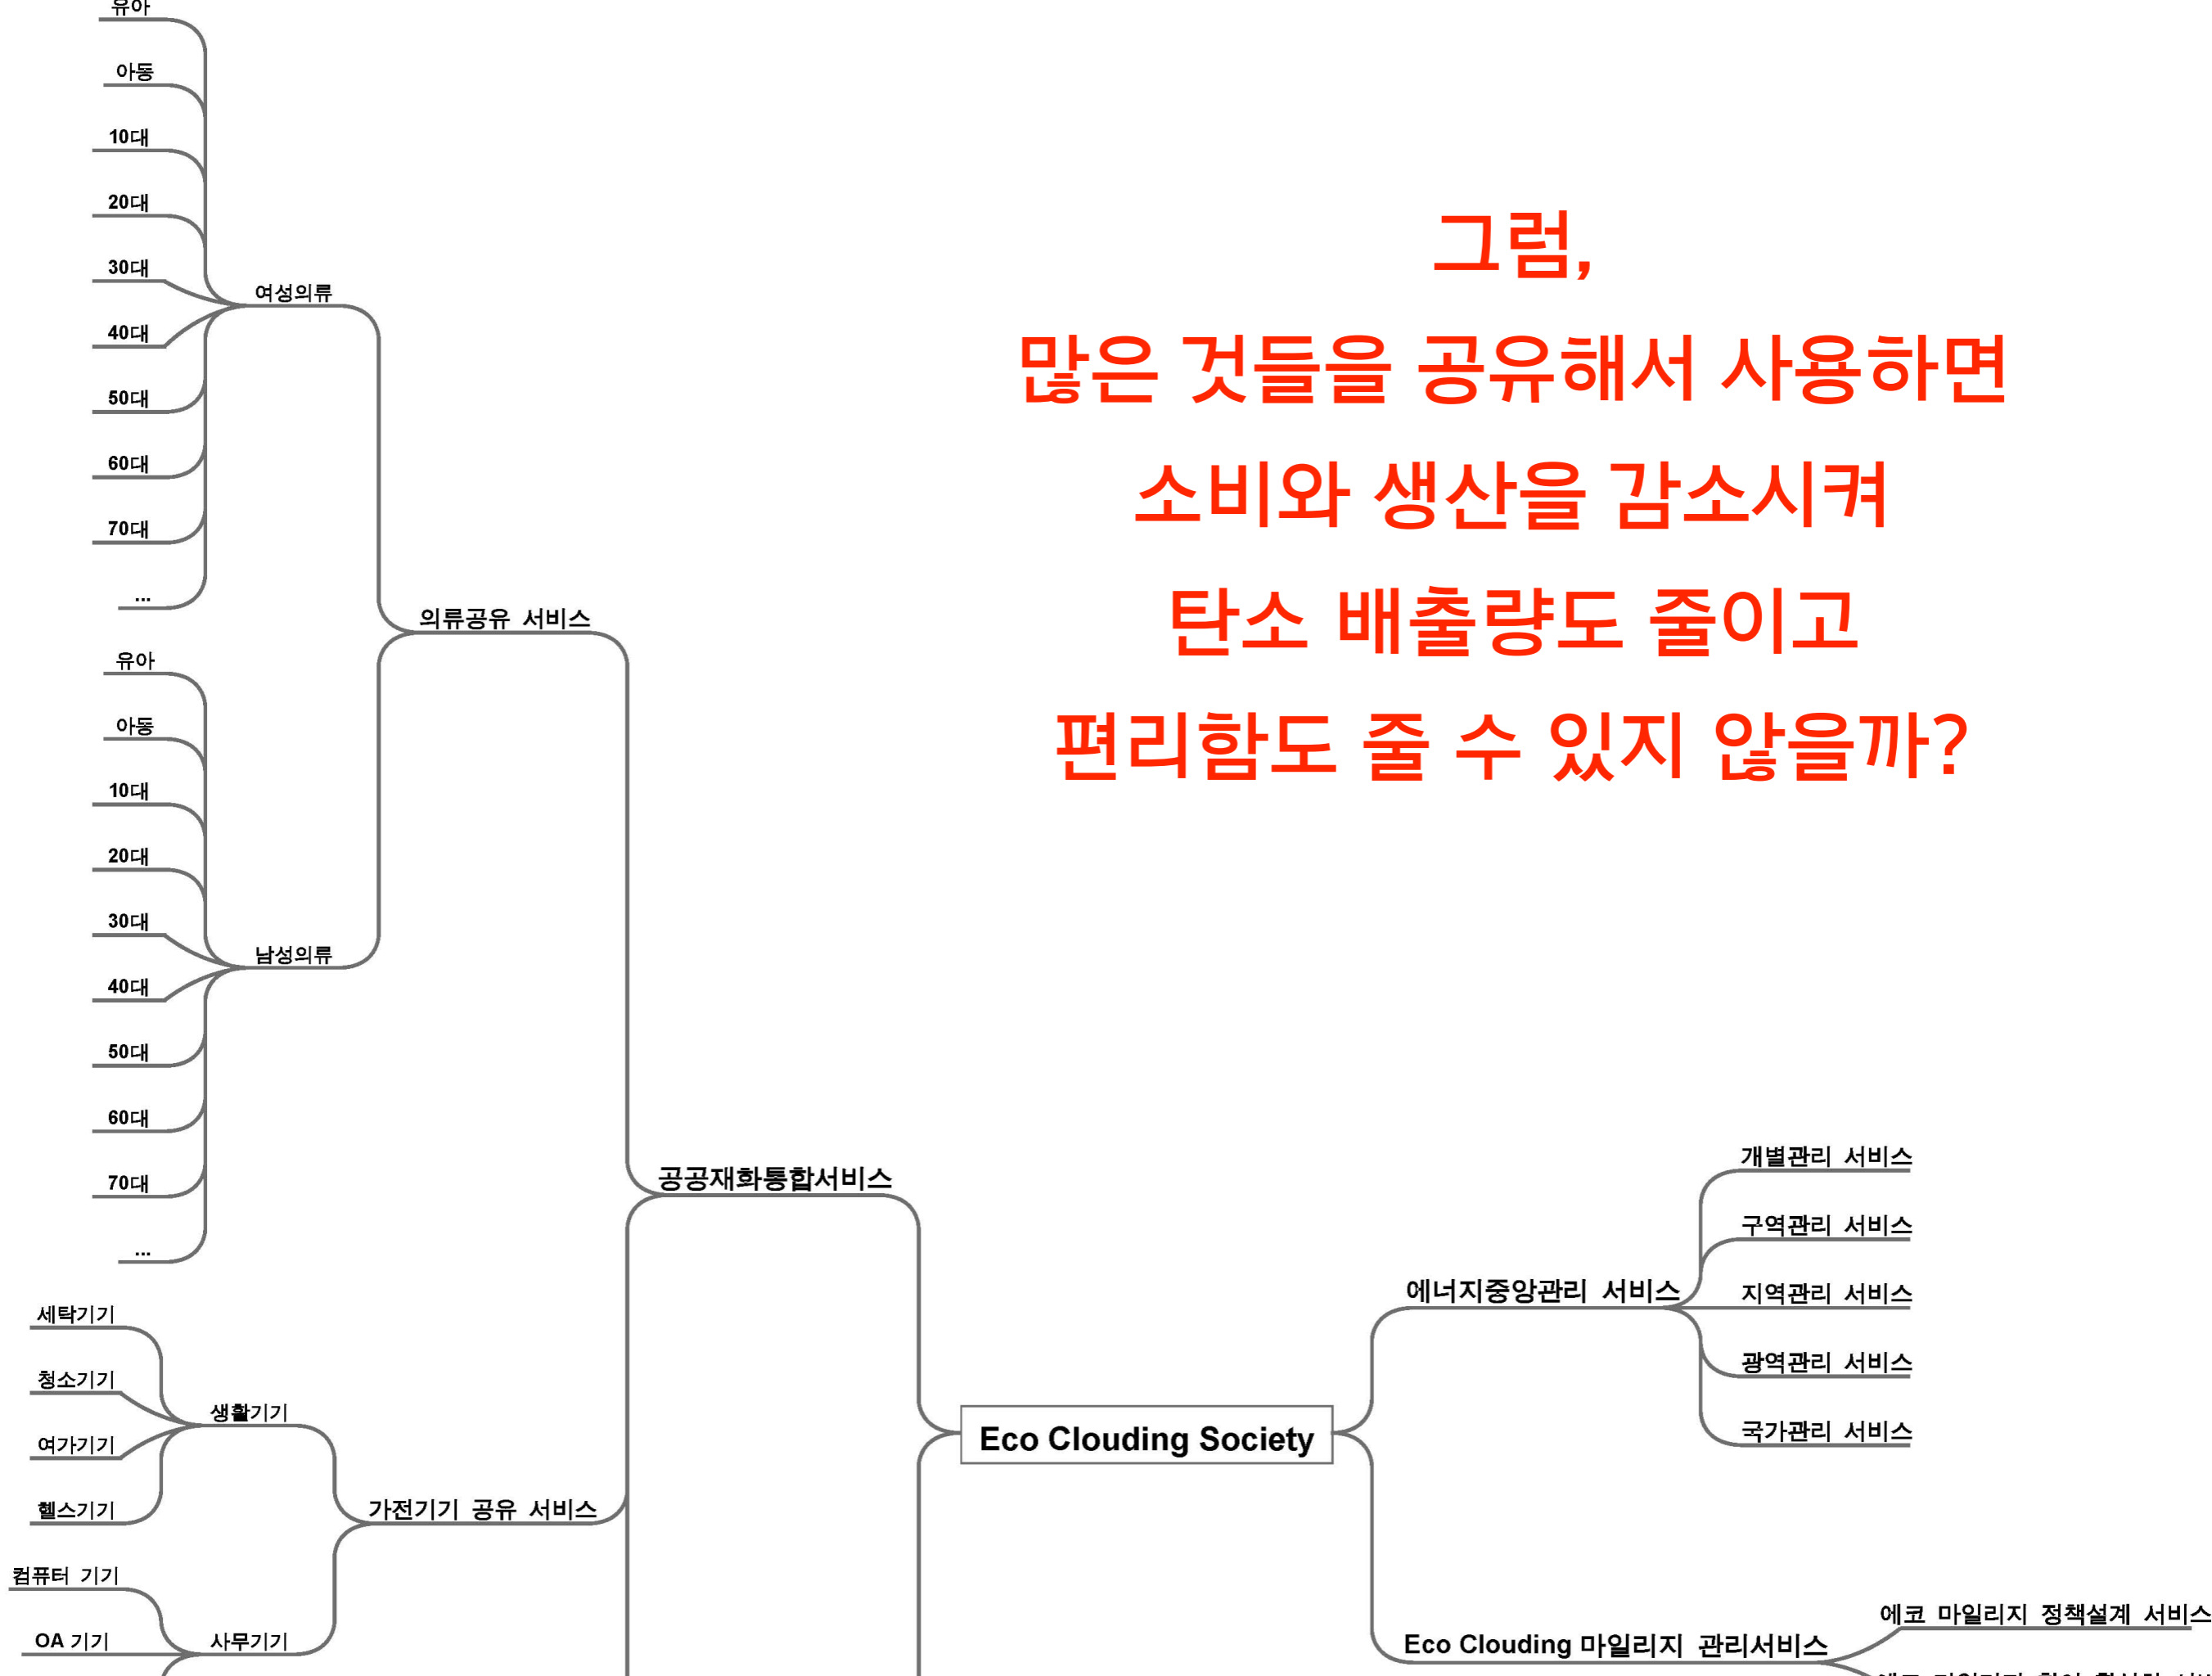 유아
아동
10대
20대
30대
40대
50대
60대
70대
...
여성의류
유아
아동
10대
20대
30대
40대
50대
60대
70대
...
남성의류
의류공유 서비스
세탁기기
청소기기
여가기기
헬스기기
생활기기
컴퓨터 기기
OA 기기
사무기기
가전기기 공유 서비스
공공재화통합서비스
Eco Clouding Society
그럼,
많은 것들을 공유해서 사용하면
소비와 생산을 감소시켜
탄소 배출량도 줄이고
편리함도 줄 수 있지 않을까?
에너지중앙관리 서비스
개별관리 서비스
구역관리 서비스
지역관리 서비스
광역관리 서비스
국가관리 서비스
Eco Clouding 마일리지 관리서비스
에코 마일리지 정책설계 서비스